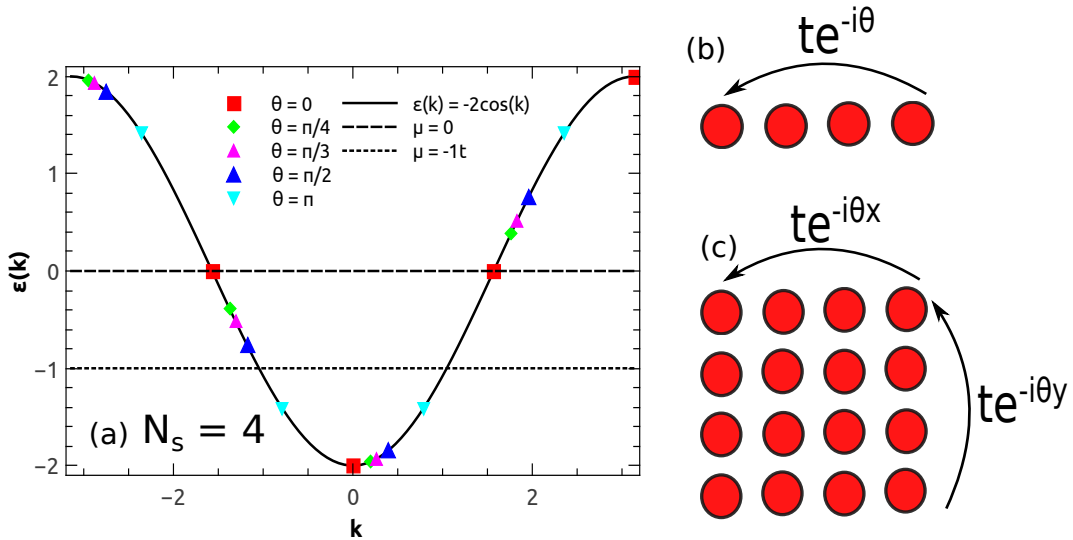 2
1
0
−1
−2
ε(k)
θ = 0
θ = π/4
θ = π/3
θ = π/2
θ = π
ε(k) = -2cos(k)
μ = 0
μ = -1t
(a) Nₛ = 4
−2
0
2
k
(b)
te⁻ⁱᶿ
(c)
te⁻ⁱᶿˣ
te⁻ⁱᶿʸ